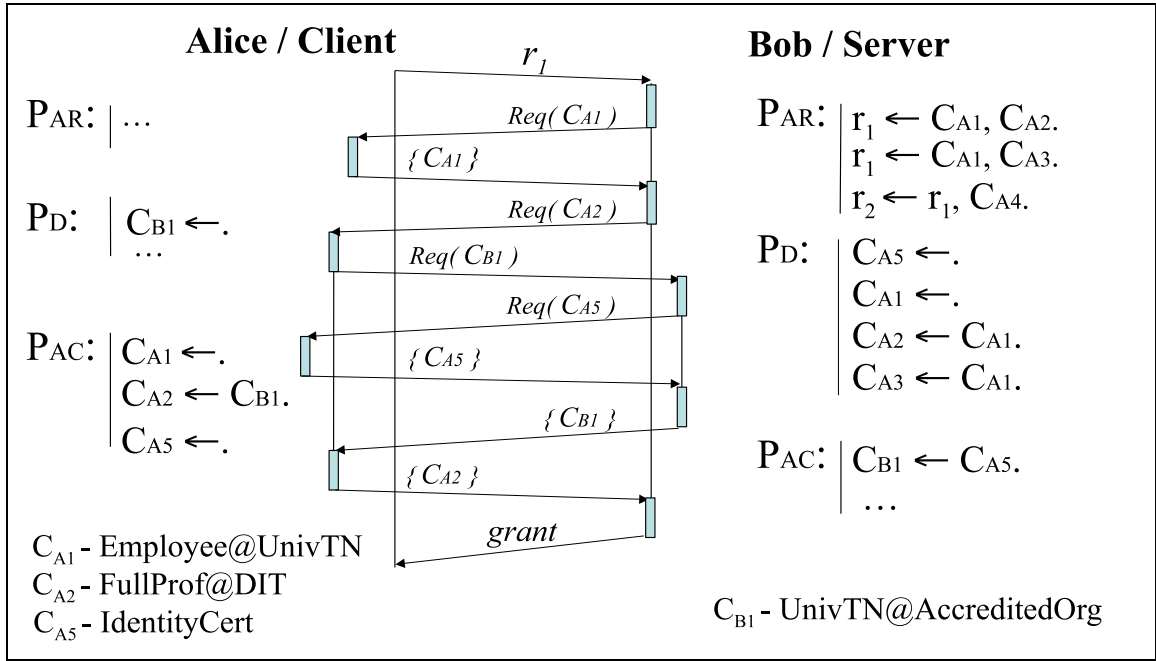 Alice / Client
Bob / Server
r1
PAR: …
Req( CA1 )
{ CA1 }
Req( CA2 )
PD: CB1 ←.
…
Req( CB1 )
Req( CA5 )
PAC: CA1 ←.
CA2 ← CB1.
CA5 ←.
{ CA5 }
{ CB1 }
{ CA2 }
grant
PAR: r1 ← CA1, CA2.
r1 ← CA1, CA3.
r2 ← r1, CA4.
PD: CA5 ←.
CA1 ←.
CA2 ← CA1.
CA3 ← CA1.
PAC: CB1 ← CA5.
…
CA1 - Employee@UnivTN
CA2 - FullProf@DIT
CA5 - IdentityCert
CB1 - UnivTN@AccreditedOrg